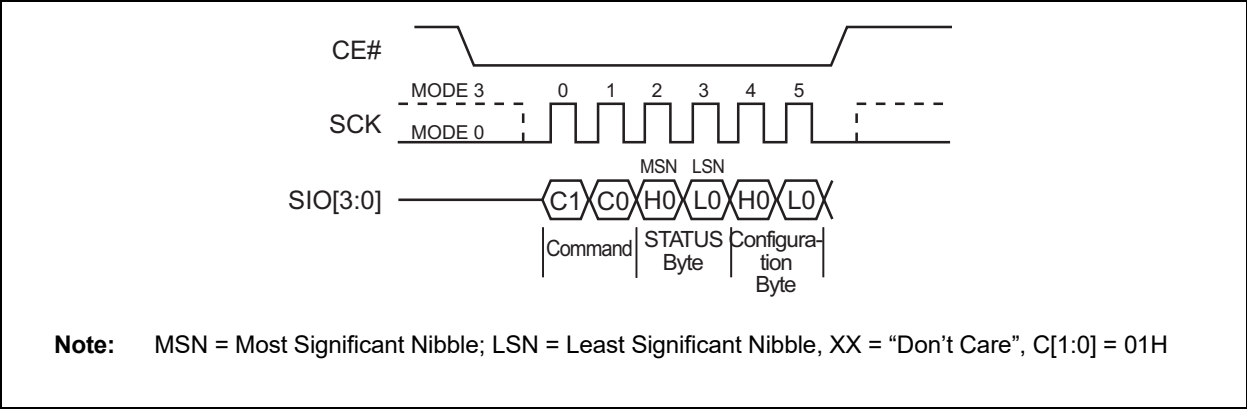 CE#
MODE 3 0 1 2 3 4 5
SCK
MODE 0
MSN LSN
SIO[3:0] C1 C0 H0 L0 H0 L0
Command STATUS Byte Configura-tion Byte
Note: MSN = Most Significant Nibble; LSN = Least Significant Nibble, XX = “Don’t Care”, C[1:0] = 01H